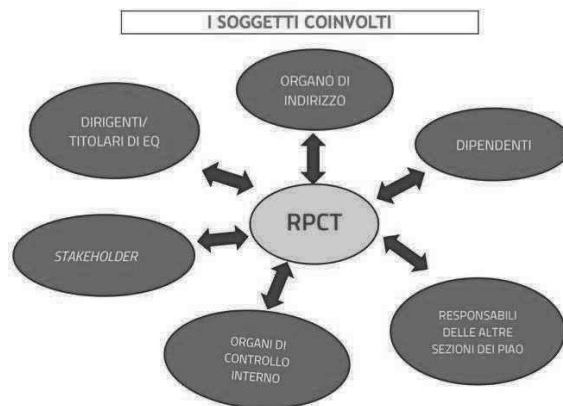 I SOGGETTI COINVOLTI
ORGANO DI
INDIRIZZO
DIRIGENTI/
TITOLARI DI EQ
DIPENDENTI
RPCT
STAKEHOLDER
ORGANI DI
CONTROLLO
INTERNO
RESPONSABILI
DELLE ALTRE
SEZIONI DEI PIAO